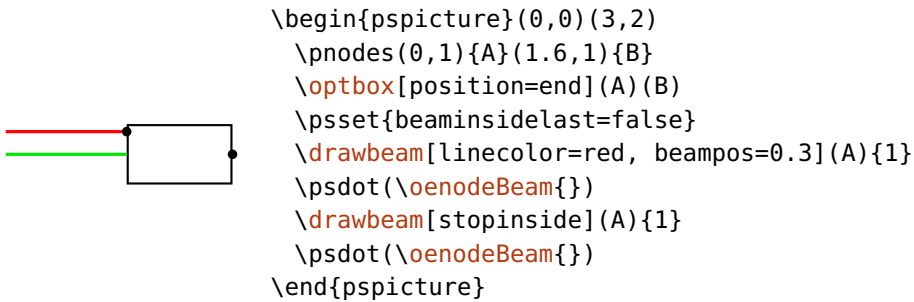 \begin{pspicture}(0,0)(3,2)
\pnodes(0,1){A}(1.6,1){B}
\optbox[position=end](A)(B)
\psset{beaminsidelast=false}
\drawbeam[linecolor=red, beampos=0.3](A){1}
\psdot(\oenodeBeam{})
\drawbeam[stopinside](A){1}
\psdot(\oenodeBeam{})
\end{pspicture}